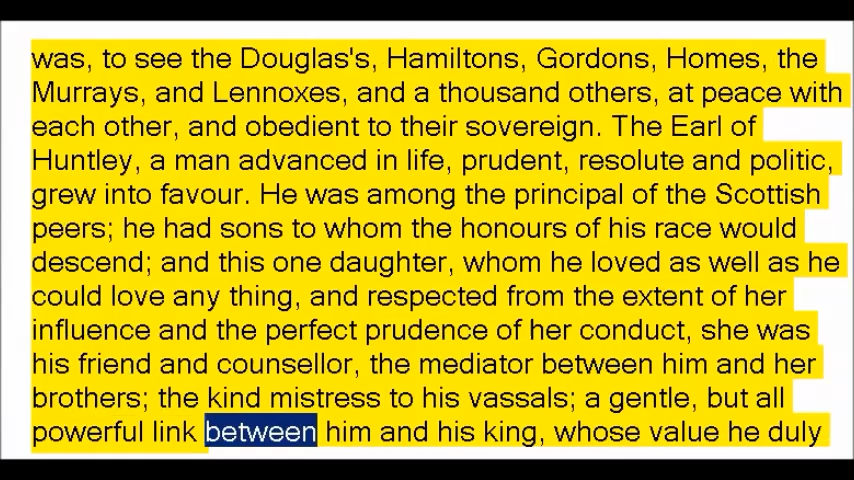 was, to see the Douglas's, Hamiltons, Gordons, Homes, the
Murrays, and Lennoxes, and a thousand others, at peace with
each other, and obedient to their sovereign. The Earl of
Huntley, a man advanced in life, prudent, resolute and politic,
grew into favour. He was among the principal of the Scottish
peers; he had sons to whom the honours of his race would
descend; and this one daughter, whom he loved as well as he
could love any thing, and respected from the extent of her
influence and the perfect prudence of her conduct, she was
his friend and counsellor, the mediator between him and her
brothers; the kind mistress to his vassals; a gentle, but all
powerful link between him and his king, whose value he duly